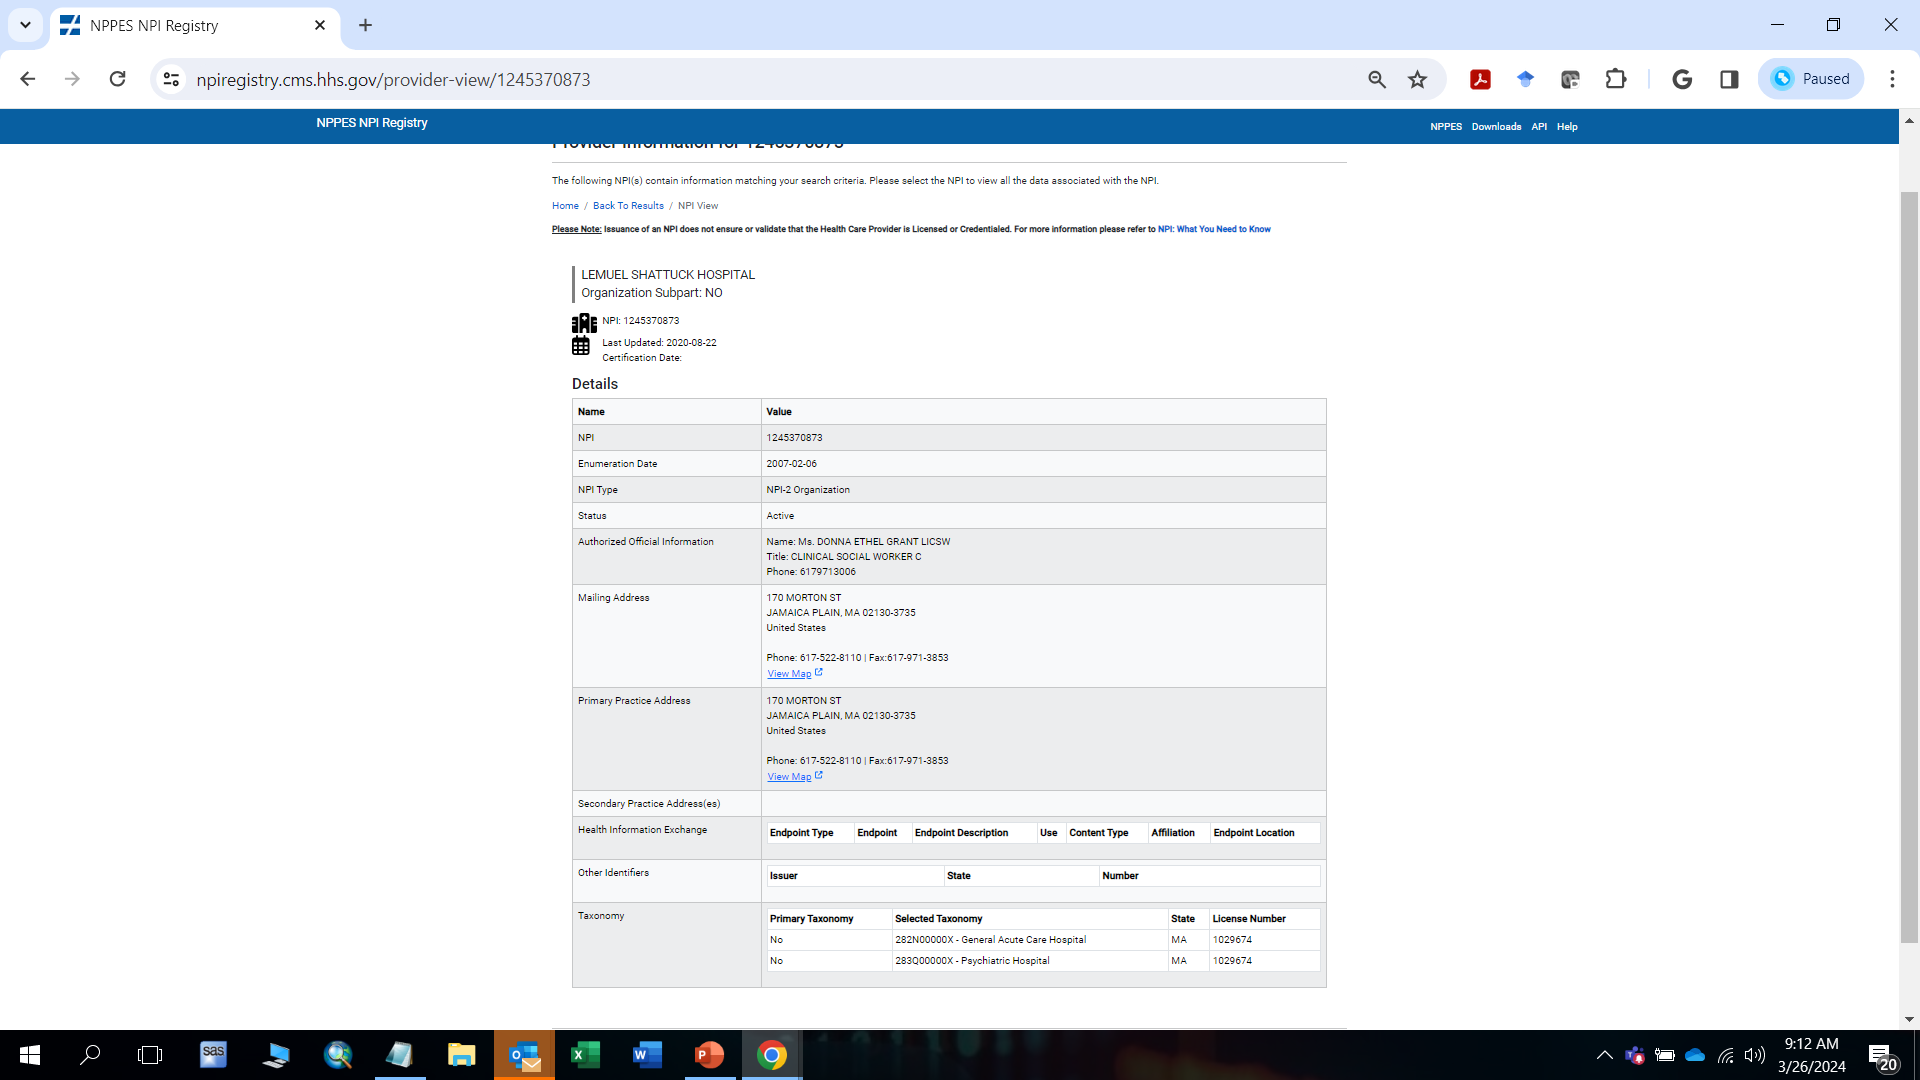 NPPES NPI Registry
npiregistry.cms.hhs.gov/provider-view/1245370873
Paused
NPPES NPI Registry
NPPES Downloads API Help
Provider Information for 1245370873
The following NPI(s) contain information matching your search criteria. Please select the NPI to view all the data associated with the NPI.
Home / Back To Results / NPI View
Please Note: Issuance of an NPI does not ensure or validate that the Health Care Provider is Licensed or Credentialed. For more information please refer to NPI: What You Need to Know
LEMUEL SHATTUCK HOSPITAL
Organization Subpart: NO
NPI: 1245370873
Last Updated: 2020-08-22
Certification Date:
Details
Name Value
NPI 1245370873
Enumeration Date 2007-02-06
NPI Type NPI-2 Organization
Status Active
Authorized Official Information Name: Ms. DONNA ETHEL GRANT LICSW
Title: CLINICAL SOCIAL WORKER C
Phone: 6179713006
Mailing Address 170 MORTON ST
JAMAICA PLAIN, MA 02130-3735
United States
Phone: 617-522-8110 | Fax:617-971-3853
View Map
Primary Practice Address 170 MORTON ST
JAMAICA PLAIN, MA 02130-3735
United States
Phone: 617-522-8110 | Fax:617-971-3853
View Map
Secondary Practice Address(es)
Health Information Exchange Endpoint Type Endpoint Endpoint Description Use Content Type Affiliation Endpoint Location
Other Identifiers Issuer State Number
Taxonomy Primary Taxonomy Selected Taxonomy State License Number
No 282N00000X - General Acute Care Hospital MA 1029674
No 283Q00000X - Psychiatric Hospital MA 1029674
sas
9:12 AM
3/26/2024
20